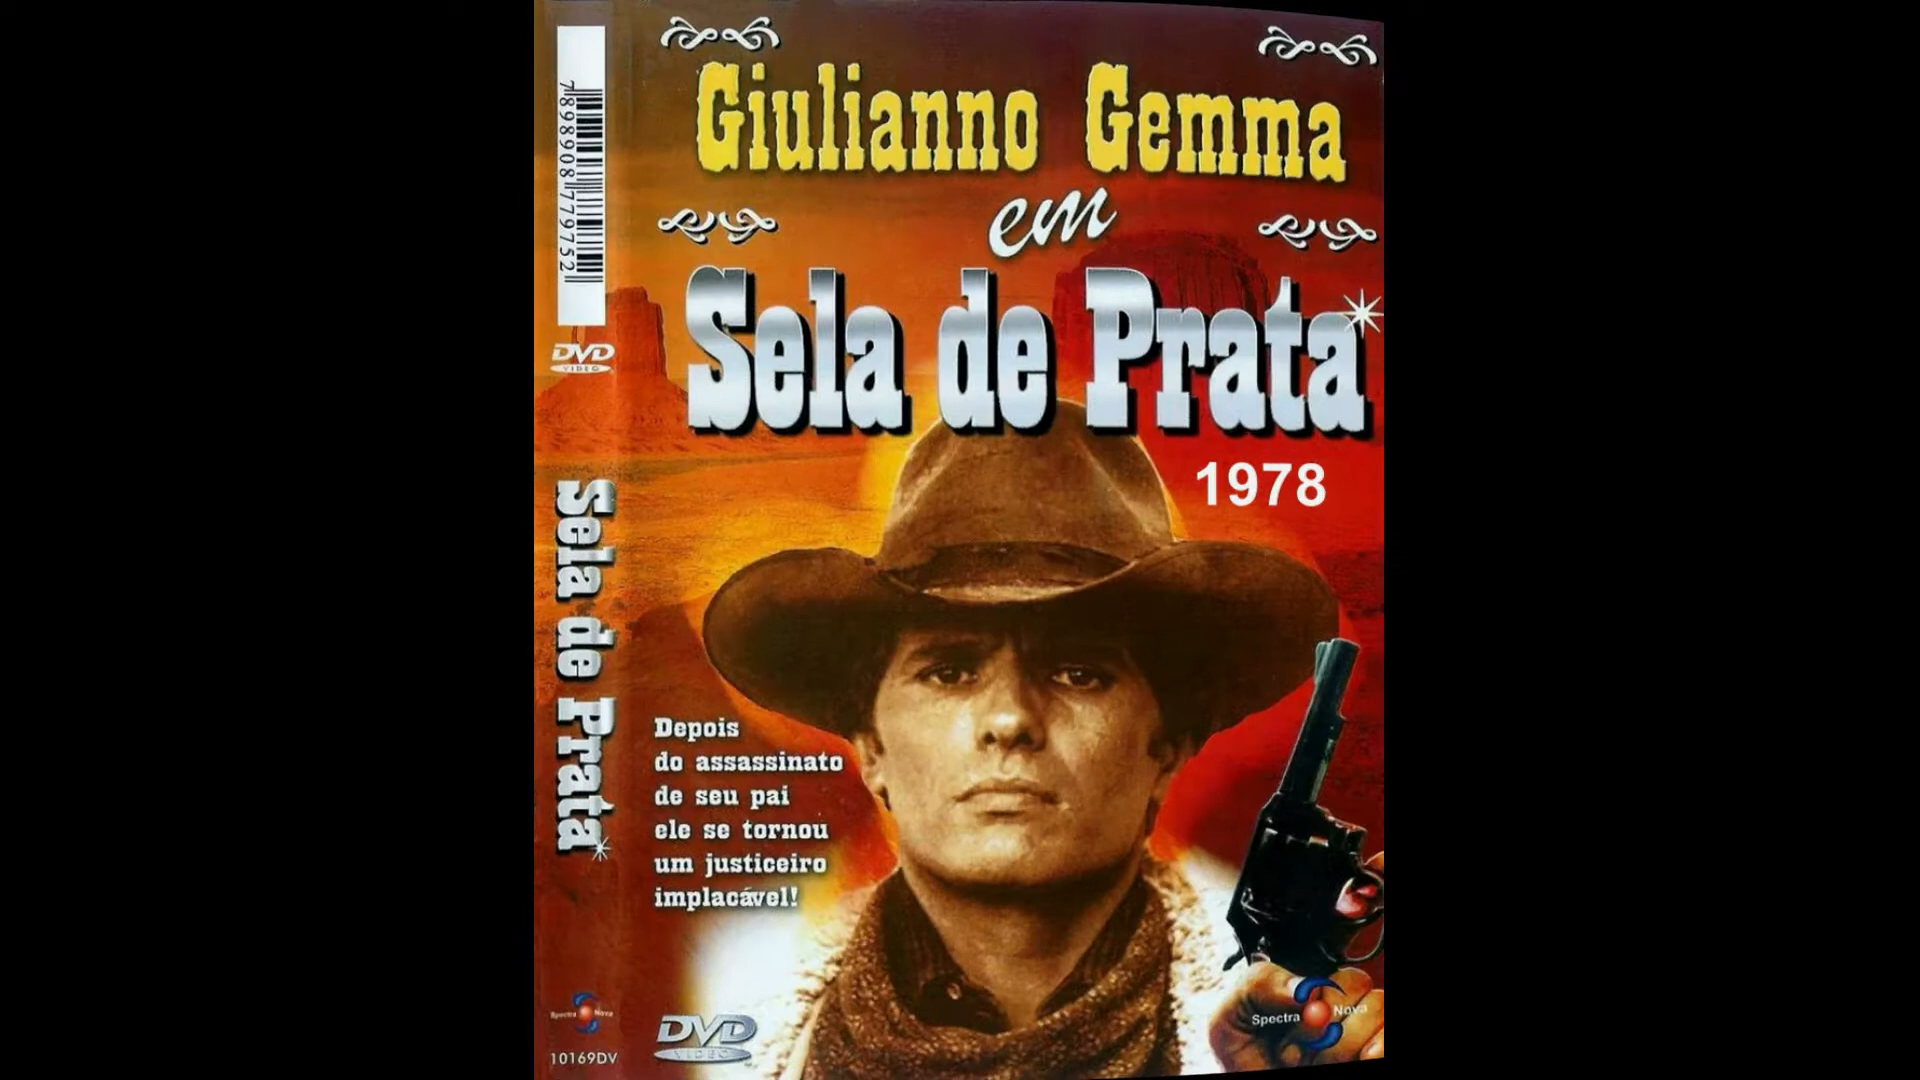 7898908779752
DVD
VIDEO
Sela de Prata
Spectra Nova
10169DV
Giulianno Gemma
em
Sela de Prata
1978
Depois
do assassinato
de seu pai
ele se tornou
um justiceiro
implacável!
DVD
VIDEO
Spectra Nova